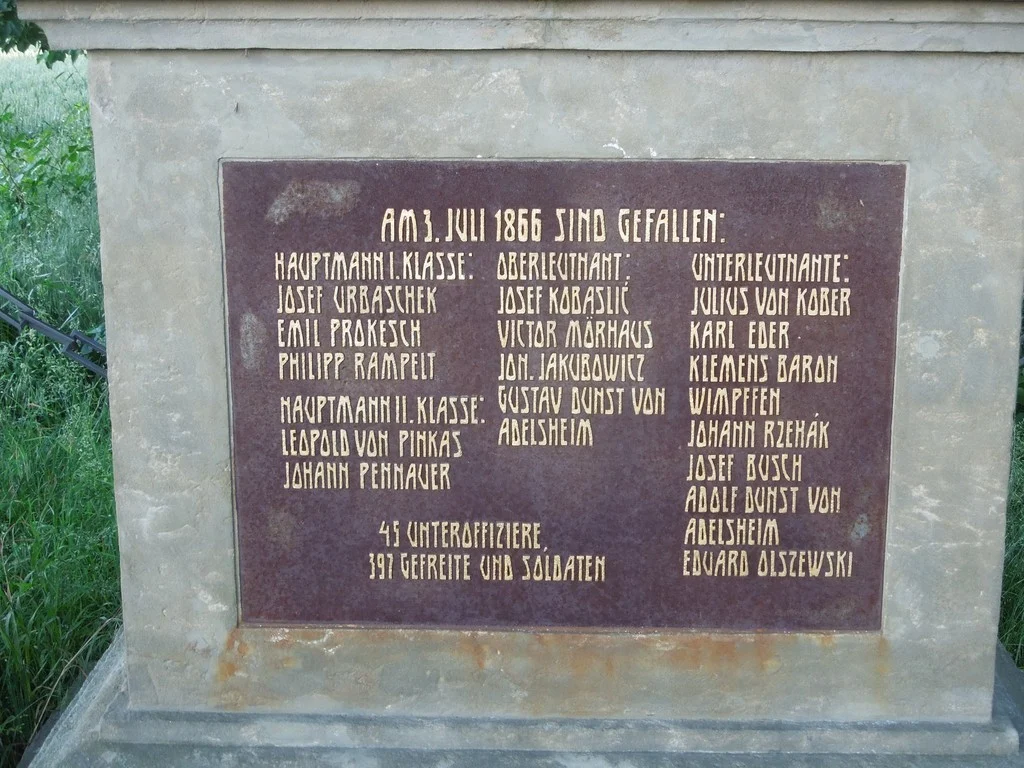 AM 3. JULI 1866 SIND GEFALLEN:
HAUPTMANN I. KLASSE:
JOSEF URBASCHEK
EMIL PROKESCH
PHILIPP RAMPELT
HAUPTMANN II. KLASSE:
LEOPOLD VON PINKAS
JOHANN PENNAUER
OBERLEUTNANT:
JOSEF KOBASLIĆ
VICTOR MÖRHAUS
JON. JAKUBOWICZ
GUSTAV DUNST VON
ADELSHEIM
UNTERLEUTNANTE:
JULIUS VON KOBER
KARL EDER
KLEMENS BARON
WIMPFFEN
JOHANN RZEHÁK
JOSEF BUSCH
ADOLF DUNST VON
ADELSHEIM
EDUARD OLSZEWSKI
45 UNTEROFFIZIERE,
397 GEFREITE UND SOLDATEN